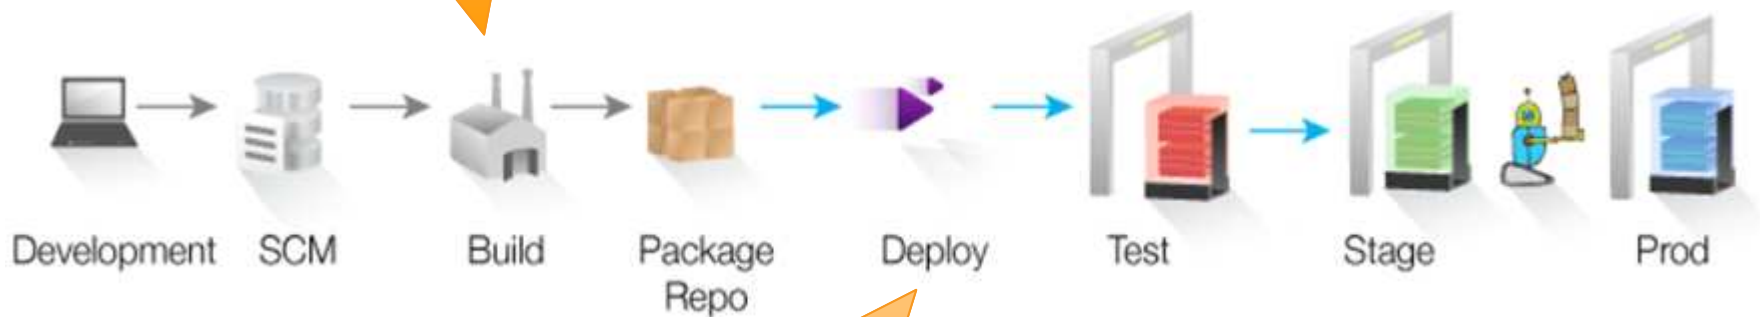 Development
SCM
Build
Package
Repo
Deploy
Test
Stage
Prod